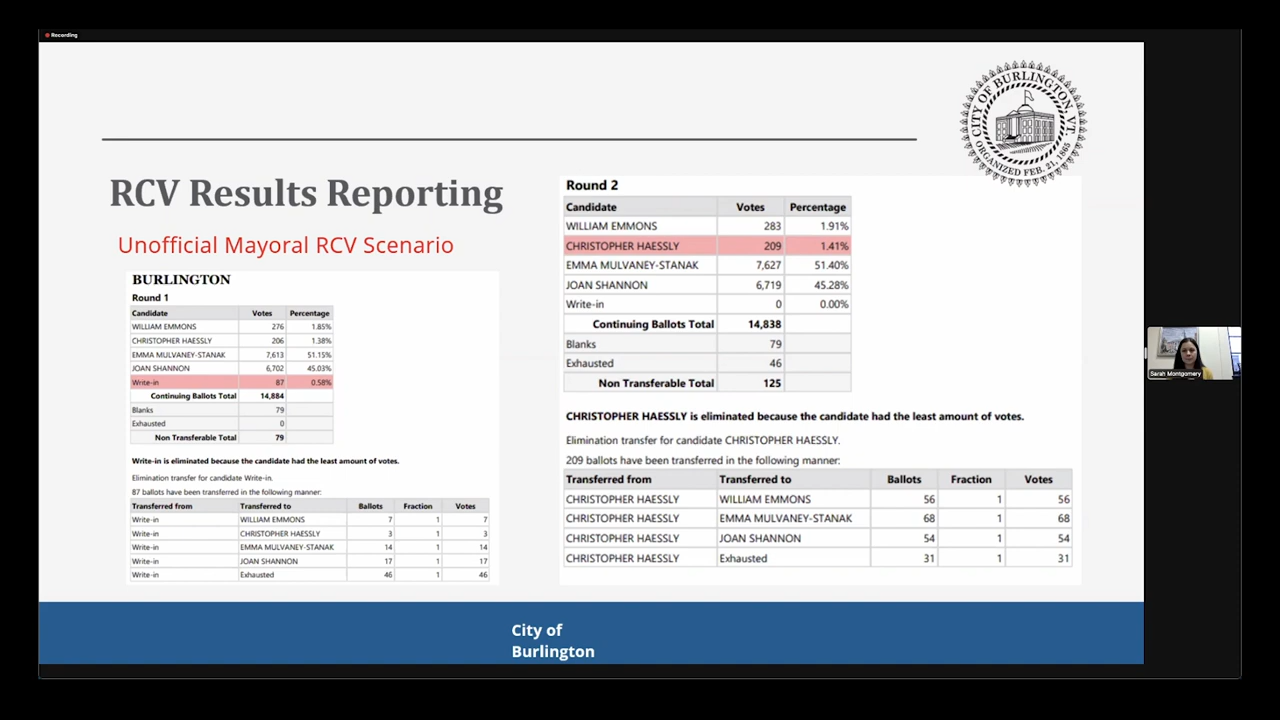 Recording
CITY OF BURLINGTON, VT.
ORGANIZED FEB. 21, 1865
RCV Results Reporting
Unofficial Mayoral RCV Scenario
BURLINGTON
Round 1
Candidate Votes Percentage
WILLIAM EMMONS 276 1.85%
CHRISTOPHER HAESSLY 206 1.38%
EMMA MULVANEY-STANAK 7,613 51.15%
JOAN SHANNON 6,702 45.03%
Write-in 87 0.58%
Continuing Ballots Total 14,884
Blanks 79
Exhausted 0
Non Transferable Total 79
Write-in is eliminated because the candidate had the least amount of votes.
Elimination transfer for candidate Write-in.
87 ballots have been transferred in the following manner:
Transferred from Transferred to Ballots Fraction Votes
Write-in WILLIAM EMMONS 7 1 7
Write-in CHRISTOPHER HAESSLY 3 1 3
Write-in EMMA MULVANEY-STANAK 14 1 14
Write-in JOAN SHANNON 17 1 17
Write-in Exhausted 46 1 46
Round 2
Candidate Votes Percentage
WILLIAM EMMONS 283 1.91%
CHRISTOPHER HAESSLY 209 1.41%
EMMA MULVANEY-STANAK 7,627 51.40%
JOAN SHANNON 6,719 45.28%
Write-in 0 0.00%
Continuing Ballots Total 14,838
Blanks 79
Exhausted 46
Non Transferable Total 125
CHRISTOPHER HAESSLY is eliminated because the candidate had the least amount of votes.
Elimination transfer for candidate CHRISTOPHER HAESSLY.
209 ballots have been transferred in the following manner:
Transferred from Transferred to Ballots Fraction Votes
CHRISTOPHER HAESSLY WILLIAM EMMONS 56 1 56
CHRISTOPHER HAESSLY EMMA MULVANEY-STANAK 68 1 68
CHRISTOPHER HAESSLY JOAN SHANNON 54 1 54
CHRISTOPHER HAESSLY Exhausted 31 1 31
Sarah Montgomery
City of
Burlington